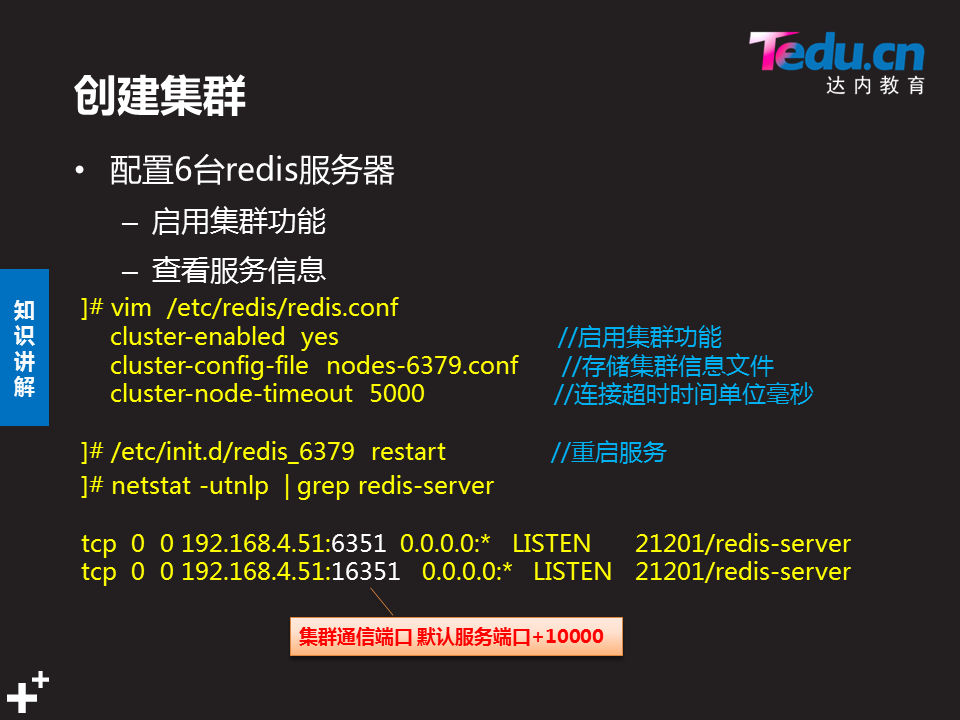 Tedu.cn
达内教育
创建集群
• 配置6台redis服务器
– 启用集群功能
– 查看服务信息
知识讲解
]# vim /etc/redis/redis.conf
cluster-enabled yes //启用集群功能
cluster-config-file nodes-6379.conf //存储集群信息文件
cluster-node-timeout 5000 //连接超时时间单位毫秒
]# /etc/init.d/redis_6379 restart //重启服务
]# netstat -utnlp | grep redis-server
tcp 0 0 192.168.4.51:6351 0.0.0.0:* LISTEN 21201/redis-server
tcp 0 0 192.168.4.51:16351 0.0.0.0:* LISTEN 21201/redis-server
集群通信端口 默认服务端口+10000